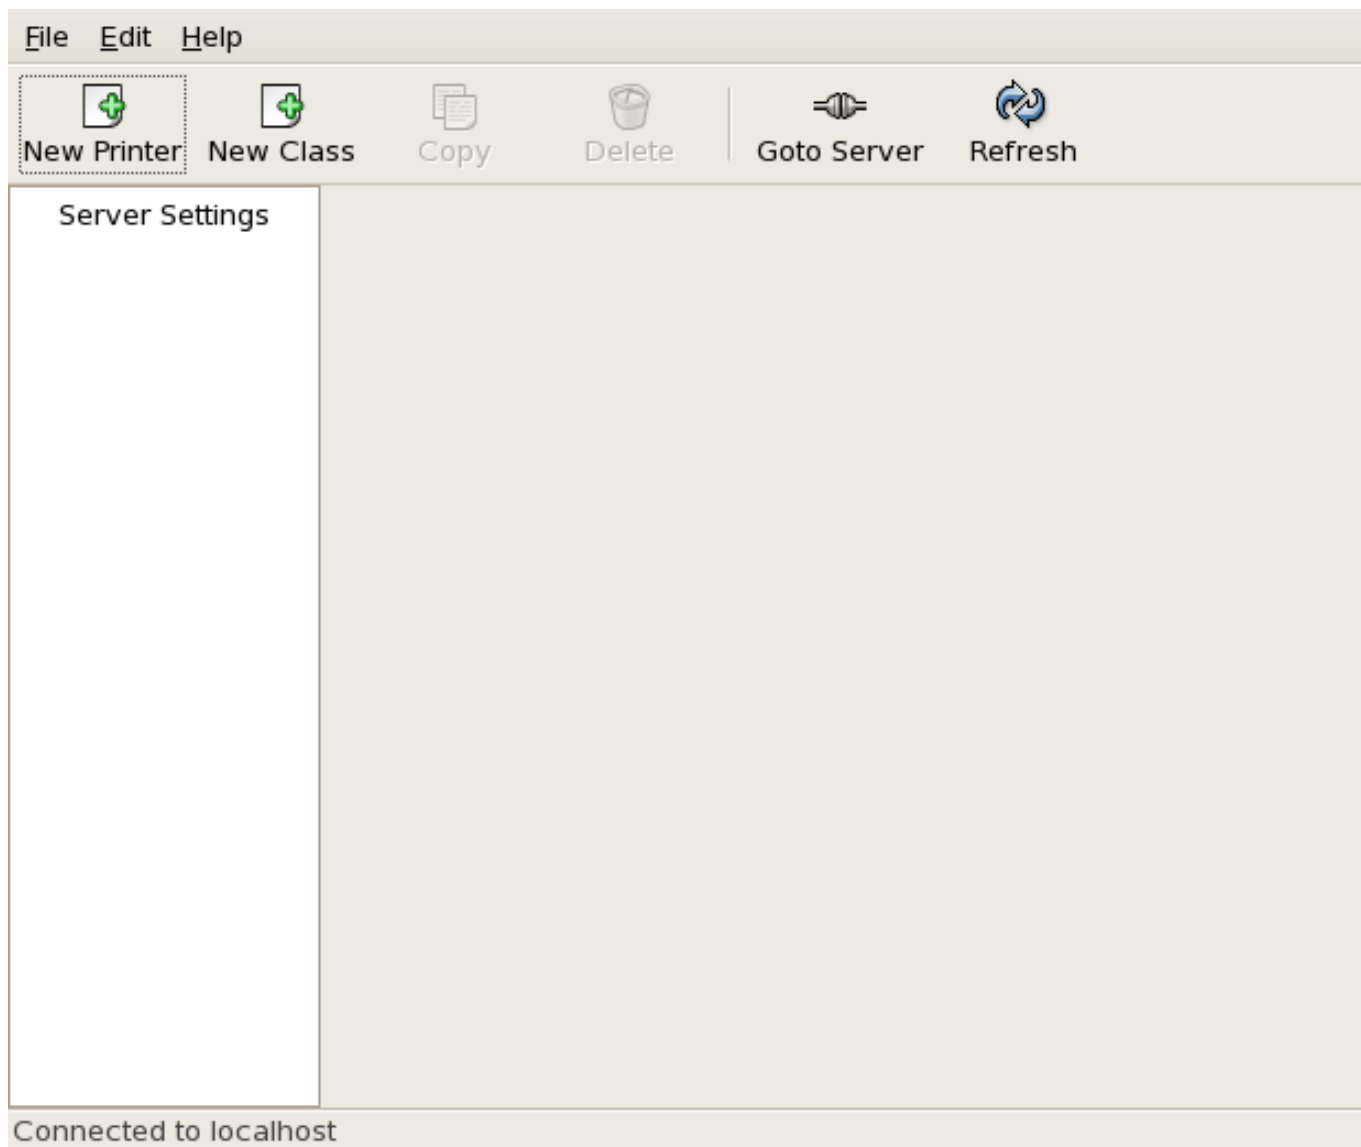 File Edit Help
New Printer New Class Copy Delete Goto Server Refresh
Server Settings
Connected to localhost